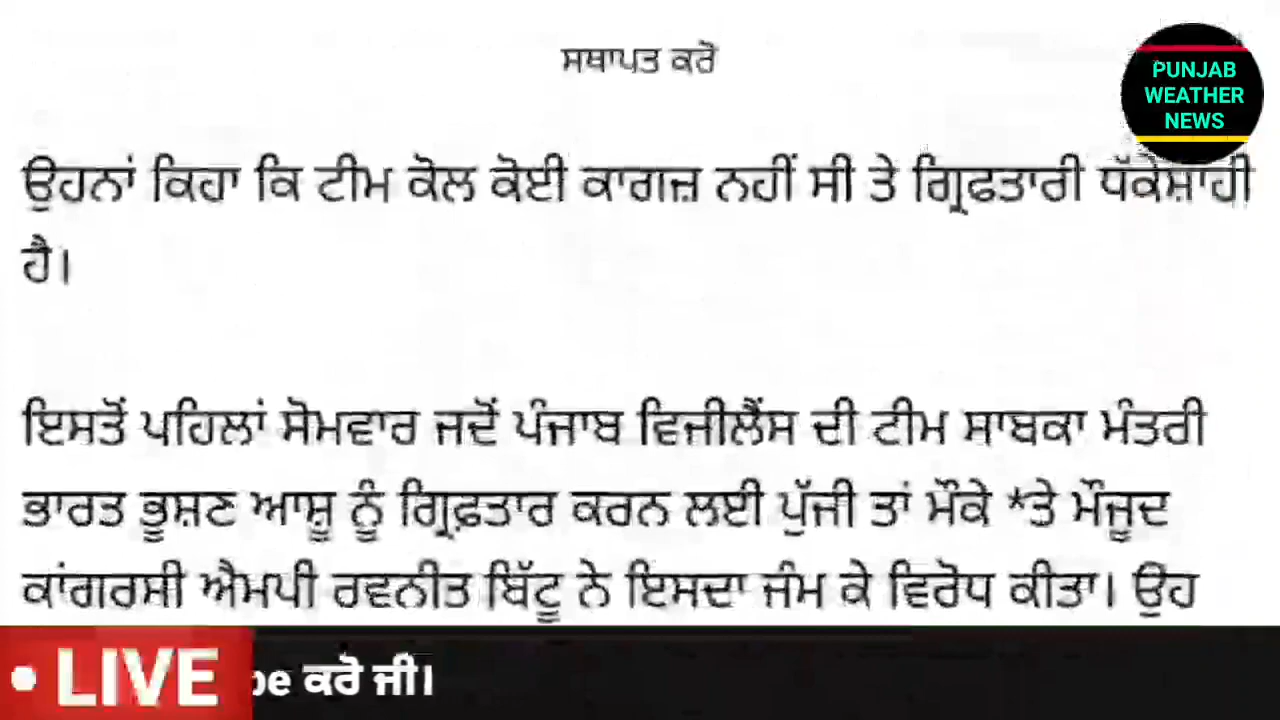 ਸਥਾਪਤ ਕਰੋ
PUNJAB
WEATHER
NEWS
ਉਹਨਾਂ ਕਿਹਾ ਕਿ ਟੀਮ ਕੋਲ ਕੋਈ ਕਾਗਜ਼ ਨਹੀਂ ਸੀ ਤੇ ਗ੍ਰਿਫਤਾਰੀ ਧੱਕੇਸ਼ਾਹੀ
ਹੈ।
ਇਸਤੋਂ ਪਹਿਲਾਂ ਸੋਮਵਾਰ ਜਦੋਂ ਪੰਜਾਬ ਵਿਜੀਲੈਂਸ ਦੀ ਟੀਮ ਸਾਬਕਾ ਮੰਤਰੀ
ਭਾਰਤ ਭੂਸ਼ਣ ਆਸ਼ੂ ਨੂੰ ਗ੍ਰਿਫ਼ਤਾਰ ਕਰਨ ਲਈ ਪੁੱਜੀ ਤਾਂ ਮੌਕੇ *ਤੇ ਮੌਜੂਦ
ਕਾਂਗਰਸੀ ਐਮਪੀ ਰਵਨੀਤ ਬਿੱਟੂ ਨੇ ਇਸਦਾ ਜੰਮ ਕੇ ਵਿਰੋਧ ਕੀਤਾ। ਉਹ
• LIVE be ਕਰੋ ਜੀ।